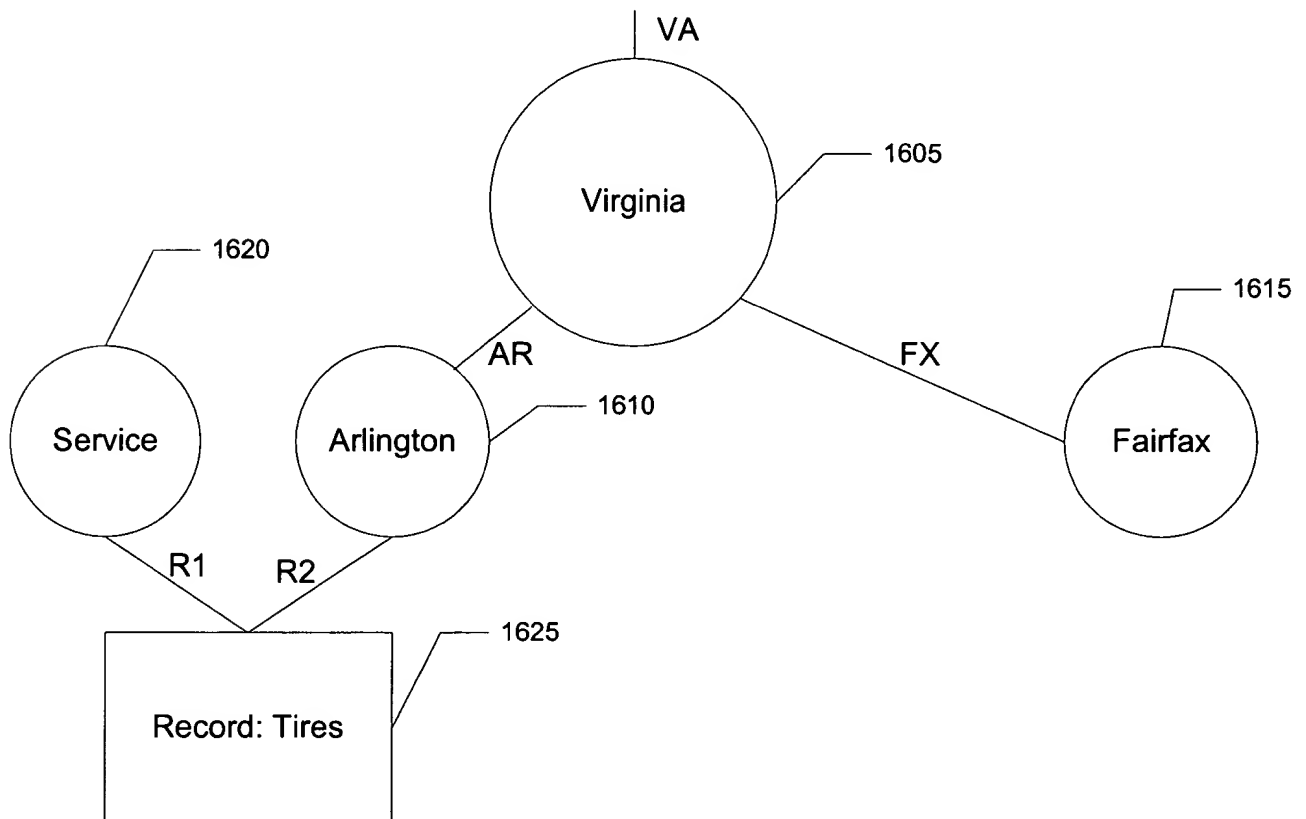 VA
1605
Virginia
1620
1615
AR
FX
1610
Service
Arlington
Fairfax
R1
R2
1625
Record: Tires